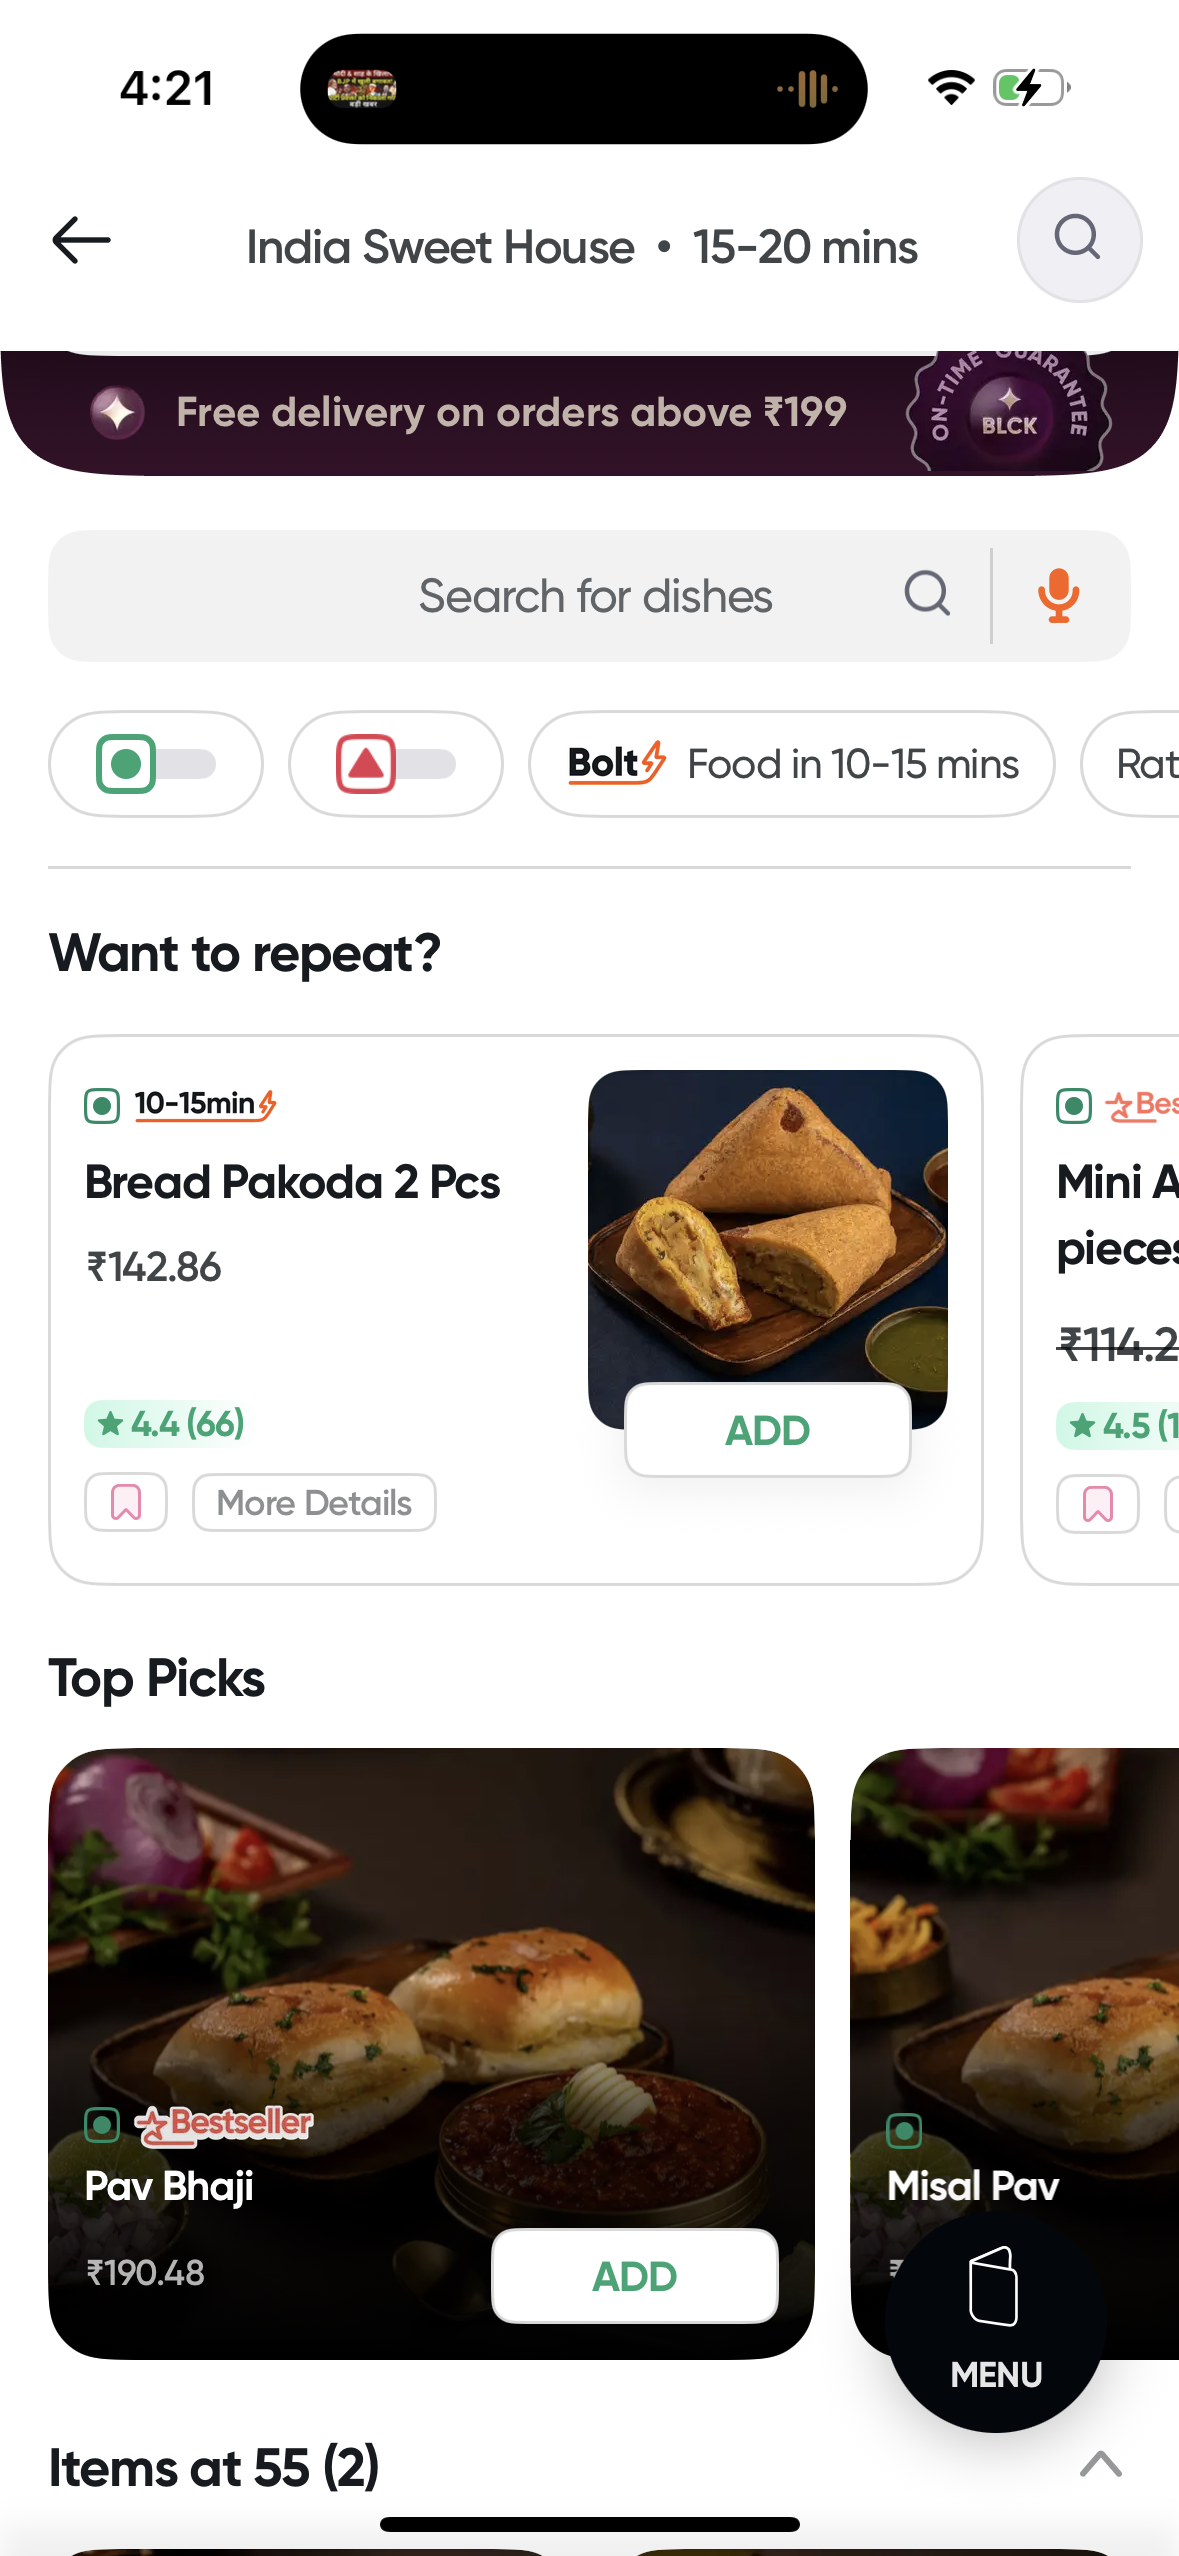 4:21
India Sweet House • 15-20 mins
ON-TIME GUARANTEE
BLCK
Free delivery on orders above ₹199
Search for dishes
Bolt Food in 10-15 mins
Rat
Want to repeat?
10-15min
Bread Pakoda 2 Pcs
₹142.86
4.4 (66)
More Details
ADD
Bes
Mini A
pieces
₹114.2
4.5 (1
Top Picks
Bestseller
Pav Bhaji
₹190.48
ADD
Misal Pav
₹
MENU
Items at 55 (2)